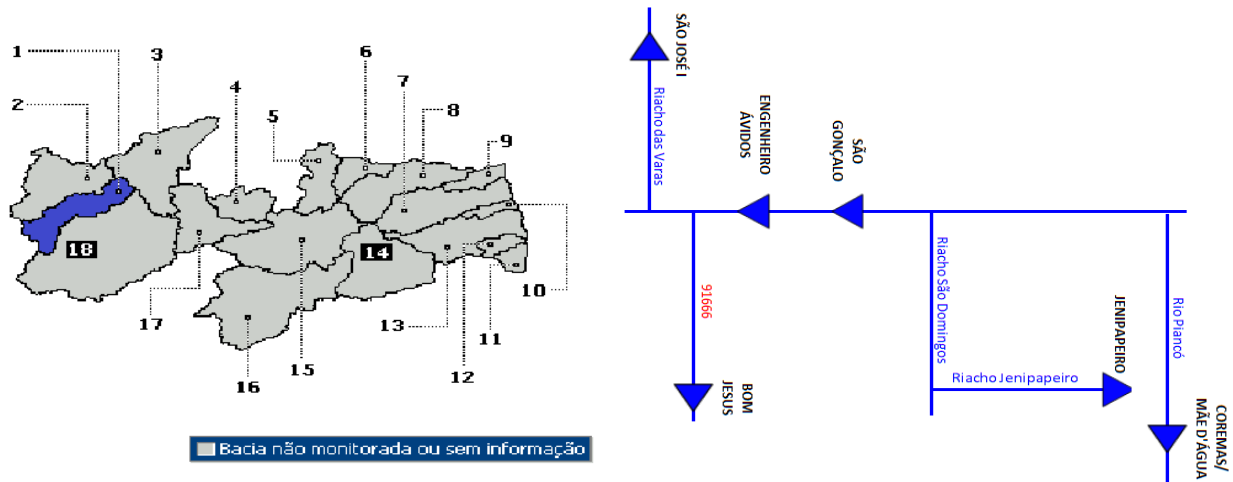 1
2
3
4
5
6
7
8
9
10
11
12
13
14
15
16
17
18
Bacia não monitorada ou sem informação
SÃO JOSÉ I
Riacho das Varas
ENGENHEIRO
ÁVIDOS
SÃO
GONÇALO
91666
BOM
JESUS
Riacho São Domingos
Riacho Jenipapeiro
JENIPAPEIRO
Rio Piancó
COREMAS/
MÃE D'ÁGUA